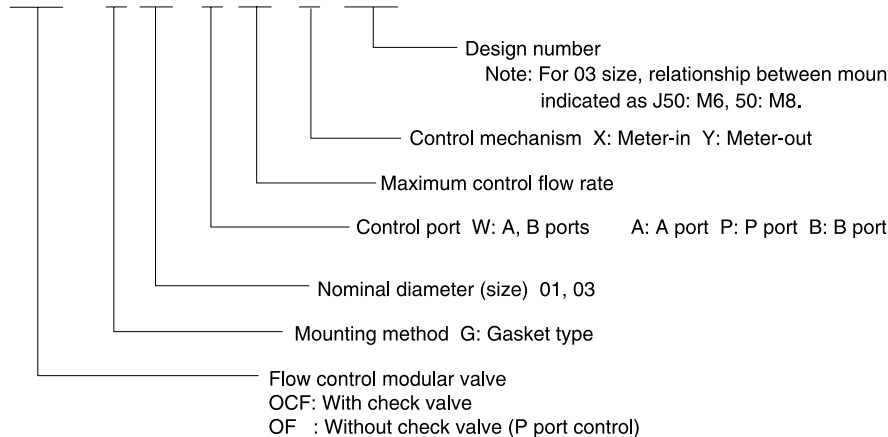 Design number
Note: For 03 size, relationship between moun
indicated as J50: M6, 50: M8.
Control mechanism X: Meter-in Y: Meter-out
Maximum control flow rate
Control port W: A, B ports A: A port P: P port B: B port
Nominal diameter (size) 01, 03
Mounting method G: Gasket type
Flow control modular valve
OCF: With check valve
OF : Without check valve (P port control)